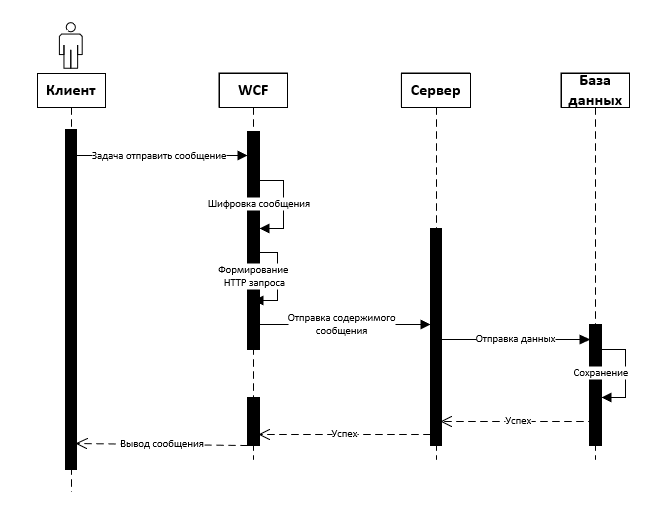 Клиент
WCF
Сервер
База
данных
Задача отправить сообщение
Шифровка сообщения
Формирование
HTTP запроса
Отправка содержимого
сообщения
Отправка данных
Сохранение
Успех
Успех
Вывод сообщения